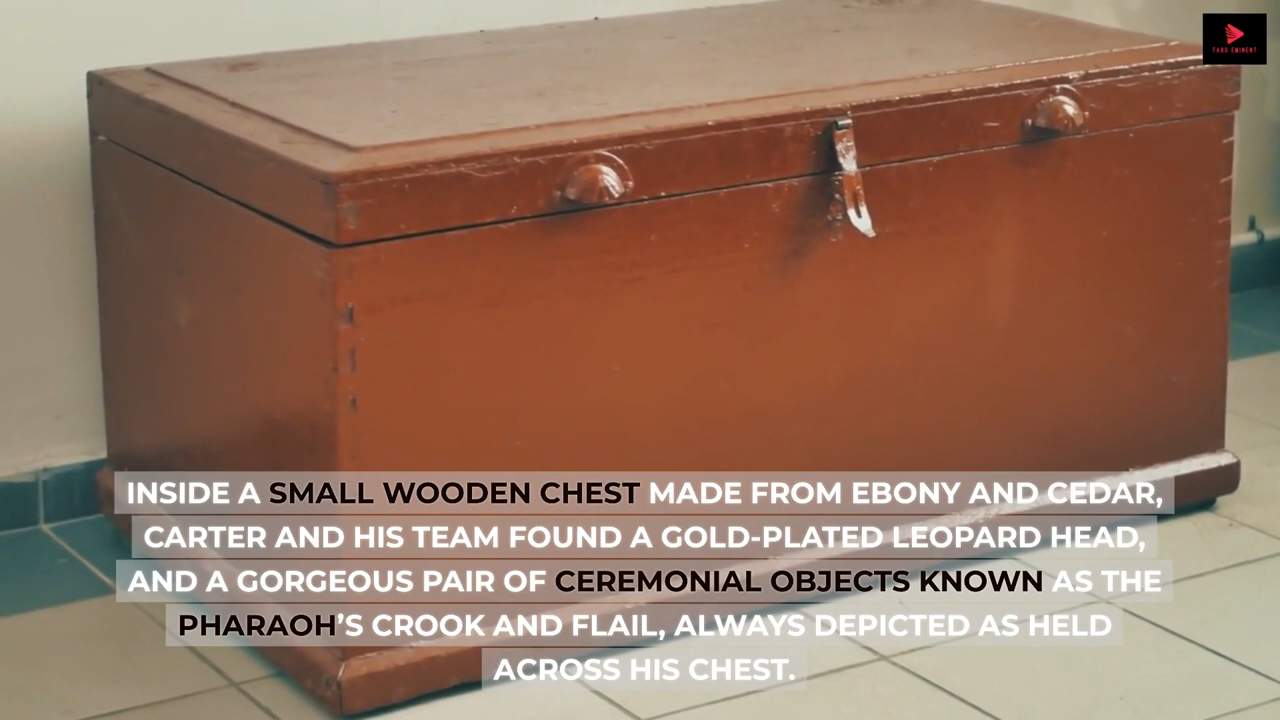 TARO EMINENT
INSIDE A SMALL WOODEN CHEST MADE FROM EBONY AND CEDAR,
CARTER AND HIS TEAM FOUND A GOLD-PLATED LEOPARD HEAD,
AND A GORGEOUS PAIR OF CEREMONIAL OBJECTS KNOWN AS THE
PHARAOH’S CROOK AND FLAIL, ALWAYS DEPICTED AS HELD
ACROSS HIS CHEST.